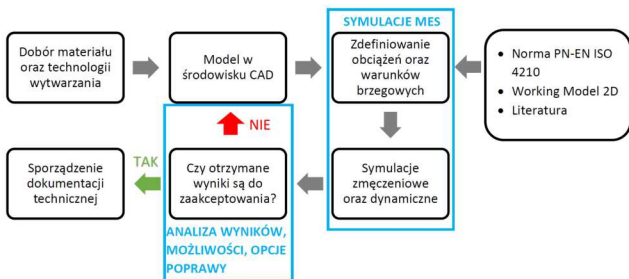 SYMULACJE MES
Dobór materiału
oraz technologii
wytwarzania
Model w
środowisku CAD
Zdefiniowanie
obciążeń oraz
warunków
brzegowych
• Norma PN-EN ISO
4210
• Working Model 2D
• Literatura
NIE
TAK
Sporządzenie
dokumentacji
technicznej
Czy otrzymane
wyniki są do
zaakceptowania?
Symulacje
zmęczeniowe
oraz dynamiczne
ANALIZA WYNIKÓW,
MOŻLIWOŚCI, OPCJE
POPRAWY